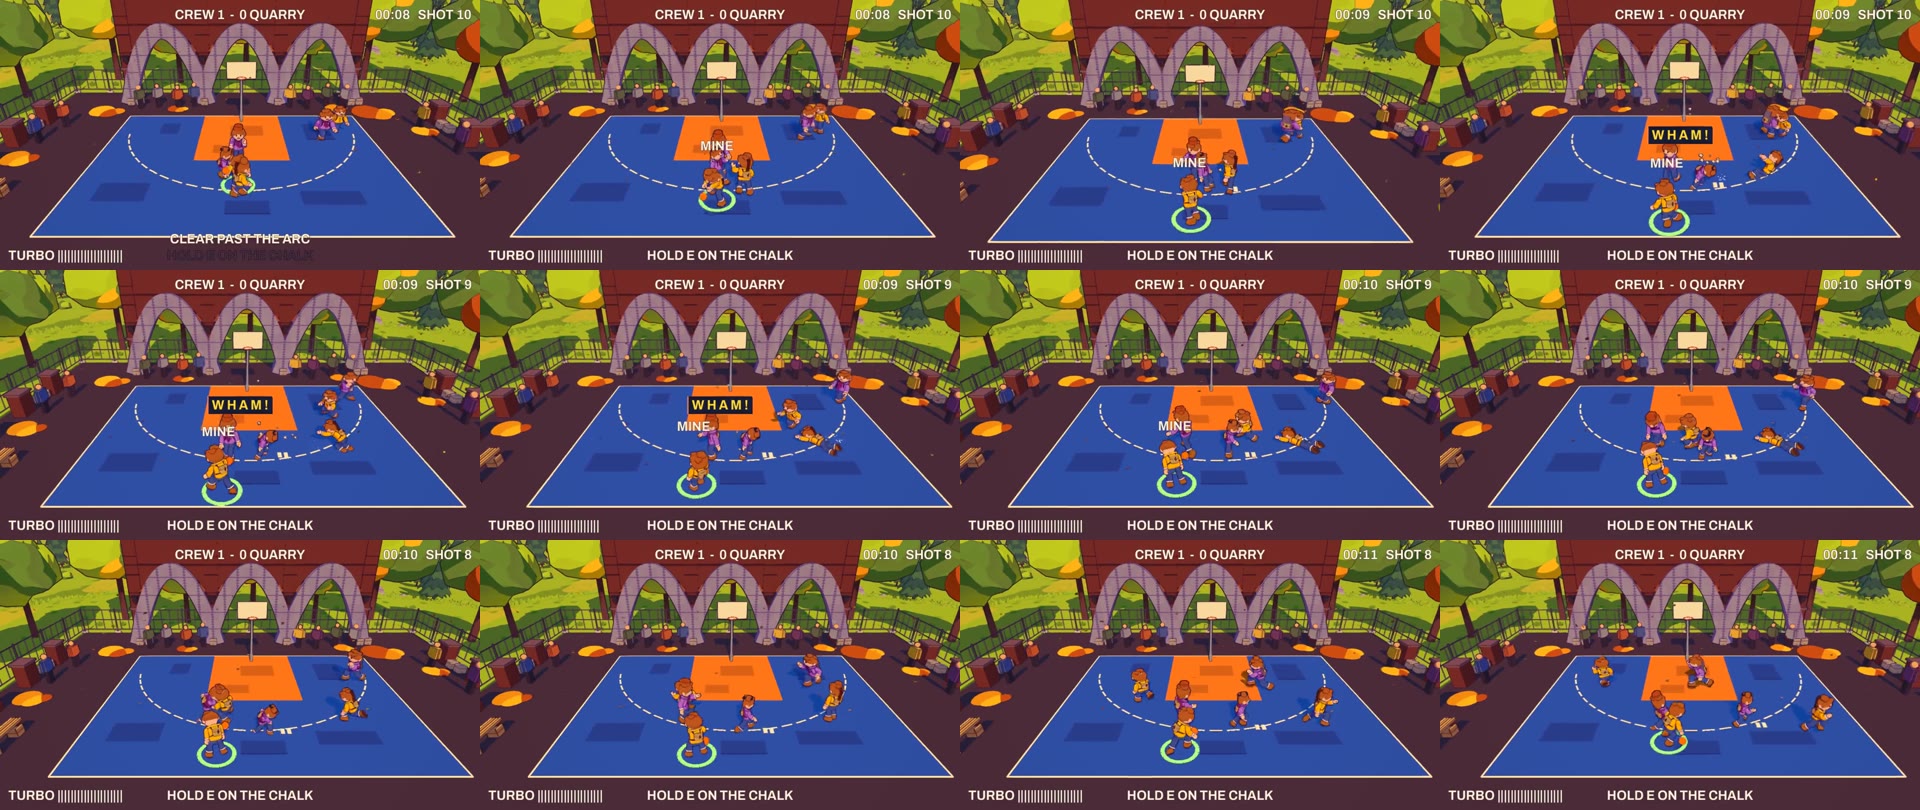 CREW 1 - 0 QUARRY 00:08 SHOT 10
CLEAR PAST THE ARC
TURBO HOLD E ON THE CHALK
CREW 1 - 0 QUARRY 00:08 SHOT 10
MINE
TURBO HOLD E ON THE CHALK
CREW 1 - 0 QUARRY 00:09 SHOT 10
MINE
TURBO HOLD E ON THE CHALK
CREW 1 - 0 QUARRY 00:09 SHOT 10
WHAM!
MINE
TURBO HOLD E ON THE CHALK
CREW 1 - 0 QUARRY 00:09 SHOT 9
WHAM!
MINE
TURBO HOLD E ON THE CHALK
CREW 1 - 0 QUARRY 00:09 SHOT 9
WHAM!
MINE
TURBO HOLD E ON THE CHALK
CREW 1 - 0 QUARRY 00:10 SHOT 9
MINE
TURBO HOLD E ON THE CHALK
CREW 1 - 0 QUARRY 00:10 SHOT 9
TURBO HOLD E ON THE CHALK
CREW 1 - 0 QUARRY 00:10 SHOT 8
TURBO HOLD E ON THE CHALK
CREW 1 - 0 QUARRY 00:10 SHOT 8
TURBO HOLD E ON THE CHALK
CREW 1 - 0 QUARRY 00:11 SHOT 8
TURBO HOLD E ON THE CHALK
CREW 1 - 0 QUARRY 00:11 SHOT 8
TURBO HOLD E ON THE CHALK